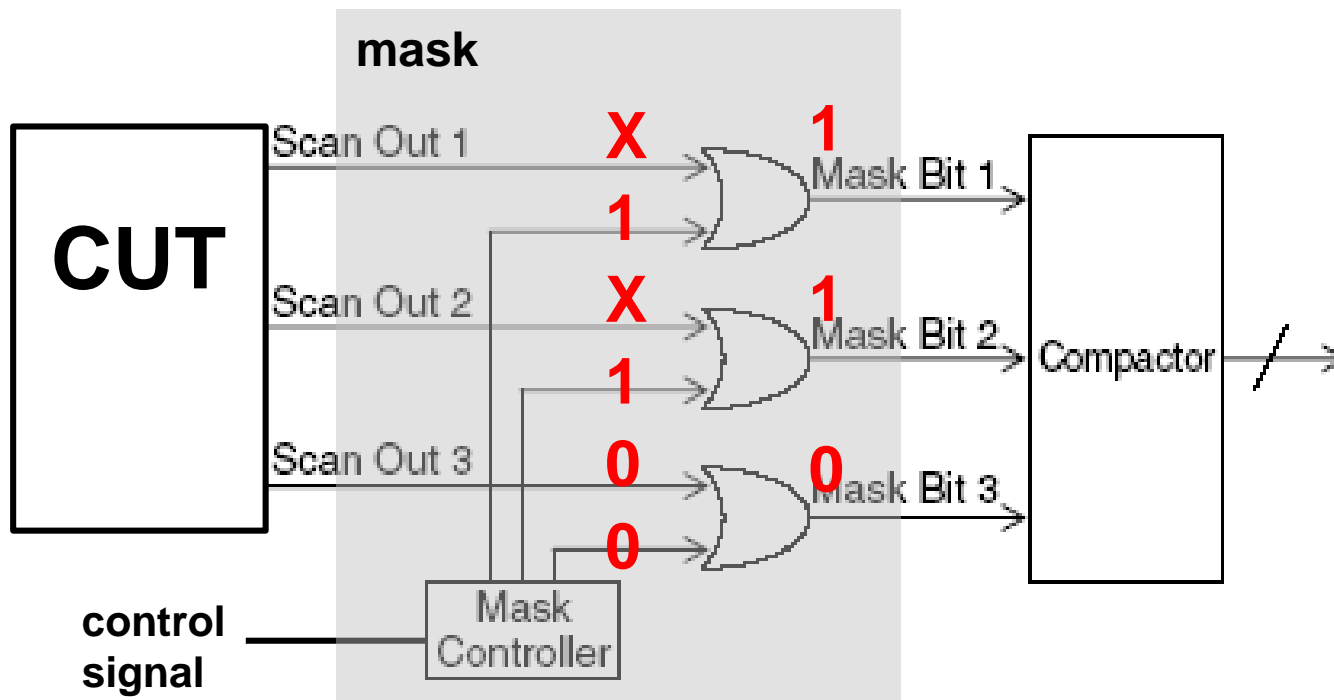 mask
Scan Out 1
X
1
Mask Bit 1
1
CUT
Scan Out 2
X
1
Mask Bit 2
1
Compactor
Scan Out 3
0
0
Mask Bit 3
0
Mask
Controller
control
signal